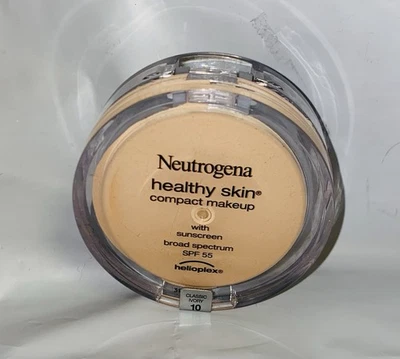 Neutrogena
healthy skin®
compact makeup
with
sunscreen
broad spectrum
SPF 55
helioplex®
CLASSIC
IVORY
10